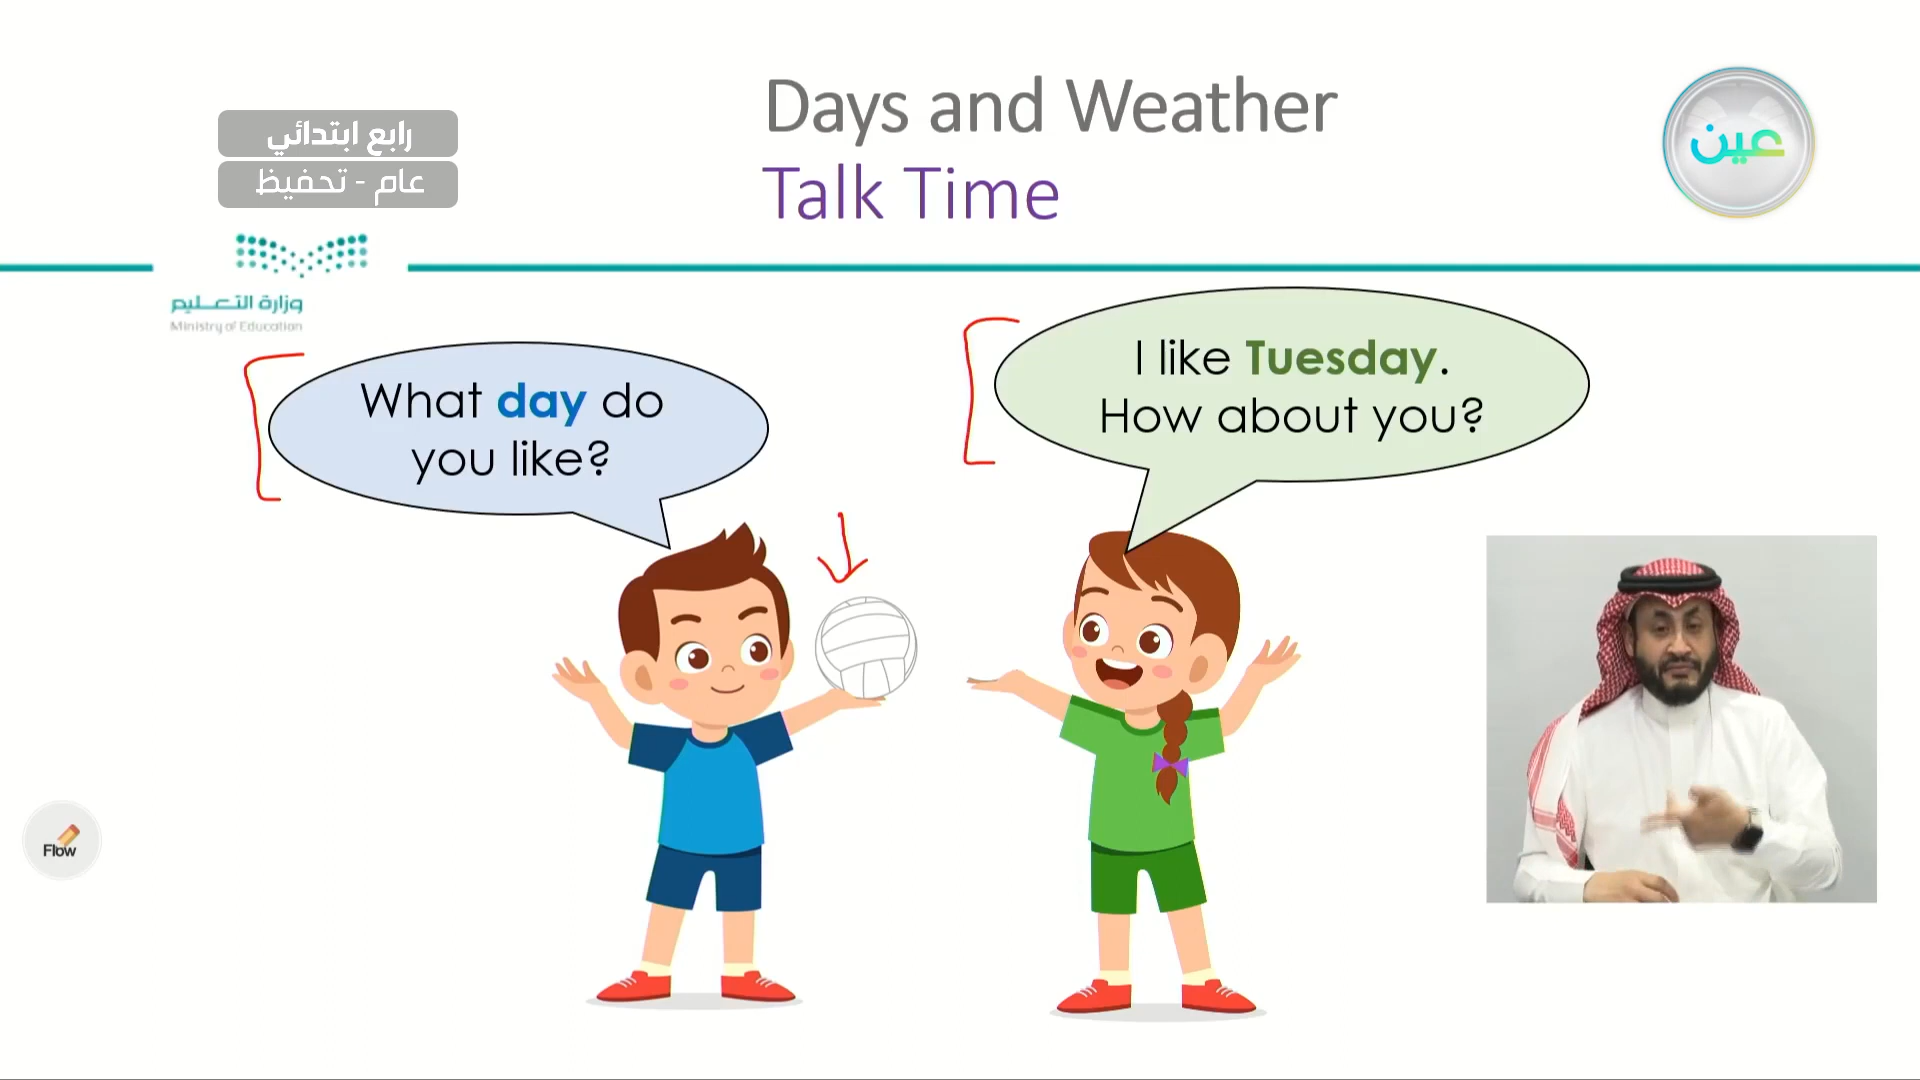 Days and Weather
Talk Time
رابع ابتدائي
عام - تحفيظ
عين
وزارة التعليم
Ministry of Education
What day do
you like?
I like Tuesday.
How about you?
Flow